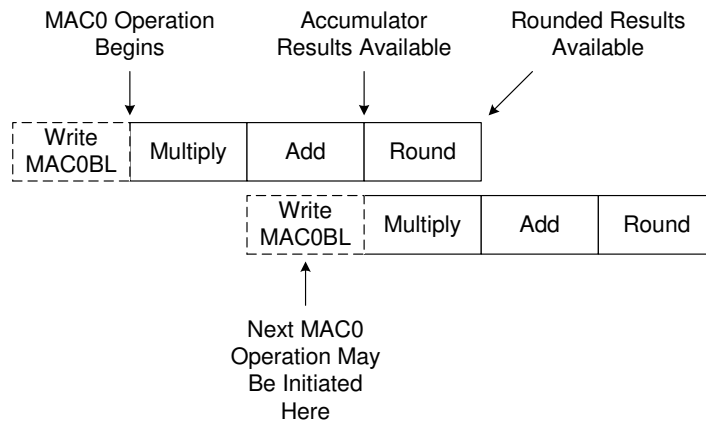 MAC0 Operation
Begins
Accumulator
Results Available
Rounded Results
Available
Write
MAC0BL
Multiply
Add
Round
Write
MAC0BL
Multiply
Add
Round
Next MAC0
Operation May
Be Initiated
Here